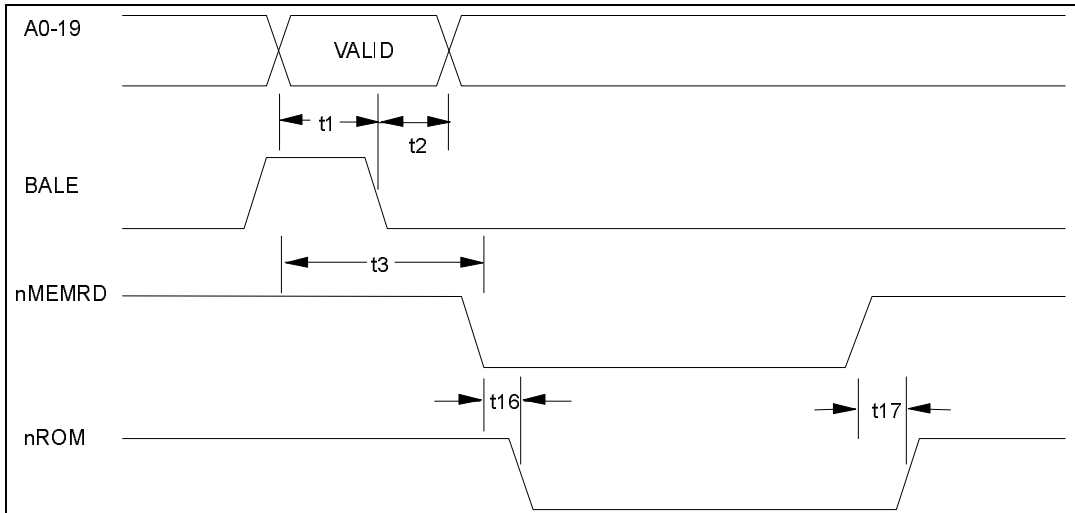 A0-19
VALID
t1
t2
BALE
t3
nMEMRD
t16
t17
nROM